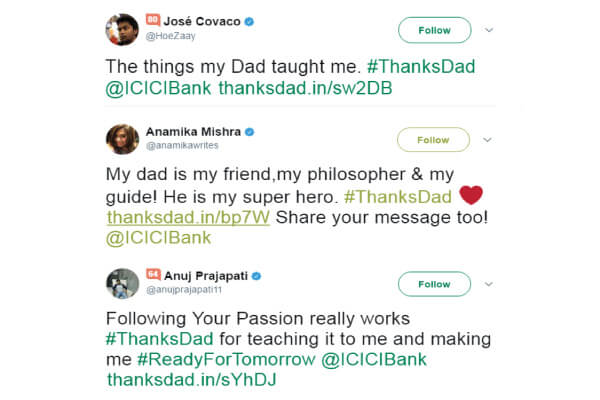 80 José Covaco
@HoeZaay
Follow
The things my Dad taught me. #ThanksDad
@ICICIBank thanksdad.in/sw2DB
Anamika Mishra
@anamikawrites
Follow
My dad is my friend,my philosopher & my
guide! He is my super hero. #ThanksDad ❤
thanksdad.in/bp7W Share your message too!
@ICICIBank
64 Anuj Prajapati
@anujprajapati11
Follow
Following Your Passion really works
#ThanksDad for teaching it to me and making
me #ReadyForTomorrow @ICICIBank
thanksdad.in/sYhDJ